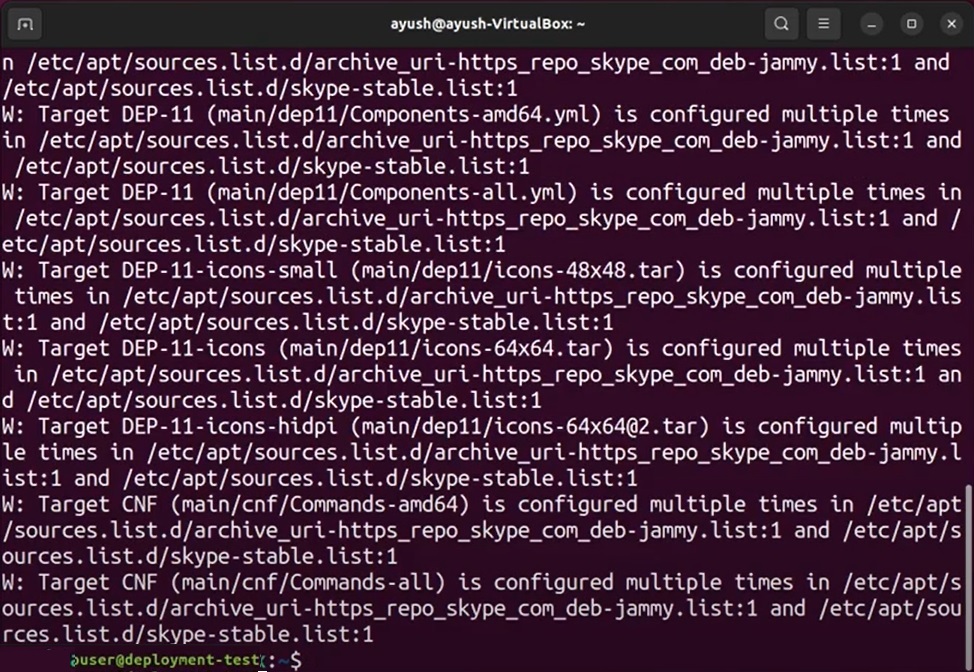 ayush@ayush-VirtualBox: ~
n /etc/apt/sources.list.d/archive_uri-https_repo_skype_com_deb-jammy.list:1 and
/etc/apt/sources.list.d/skype-stable.list:1
W: Target DEP-11 (main/dep11/Components-amd64.yml) is configured multiple times
in /etc/apt/sources.list.d/archive_uri-https_repo_skype_com_deb-jammy.list:1 and
/etc/apt/sources.list.d/skype-stable.list:1
W: Target DEP-11 (main/dep11/Components-all.yml) is configured multiple times in
/etc/apt/sources.list.d/archive_uri-https_repo_skype_com_deb-jammy.list:1 and /
etc/apt/sources.list.d/skype-stable.list:1
W: Target DEP-11-icons-small (main/dep11/icons-48x48.tar) is configured multiple
times in /etc/apt/sources.list.d/archive_uri-https_repo_skype_com_deb-jammy.lis
t:1 and /etc/apt/sources.list.d/skype-stable.list:1
W: Target DEP-11-icons (main/dep11/icons-64x64.tar) is configured multiple times
in /etc/apt/sources.list.d/archive_uri-https_repo_skype_com_deb-jammy.list:1 an
d /etc/apt/sources.list.d/skype-stable.list:1
W: Target DEP-11-icons-hidpi (main/dep11/icons-64x64@2.tar) is configured multip
le times in /etc/apt/sources.list.d/archive_uri-https_repo_skype_com_deb-jammy.l
ist:1 and /etc/apt/sources.list.d/skype-stable.list:1
W: Target CNF (main/cnf/Commands-amd64) is configured multiple times in /etc/apt
/sources.list.d/archive_uri-https_repo_skype_com_deb-jammy.list:1 and /etc/apt/s
ources.list.d/skype-stable.list:1
W: Target CNF (main/cnf/Commands-all) is configured multiple times in /etc/apt/s
ources.list.d/archive_uri-https_repo_skype_com_deb-jammy.list:1 and /etc/apt/sou
rces.list.d/skype-stable.list:1
user@deployment-test:~$